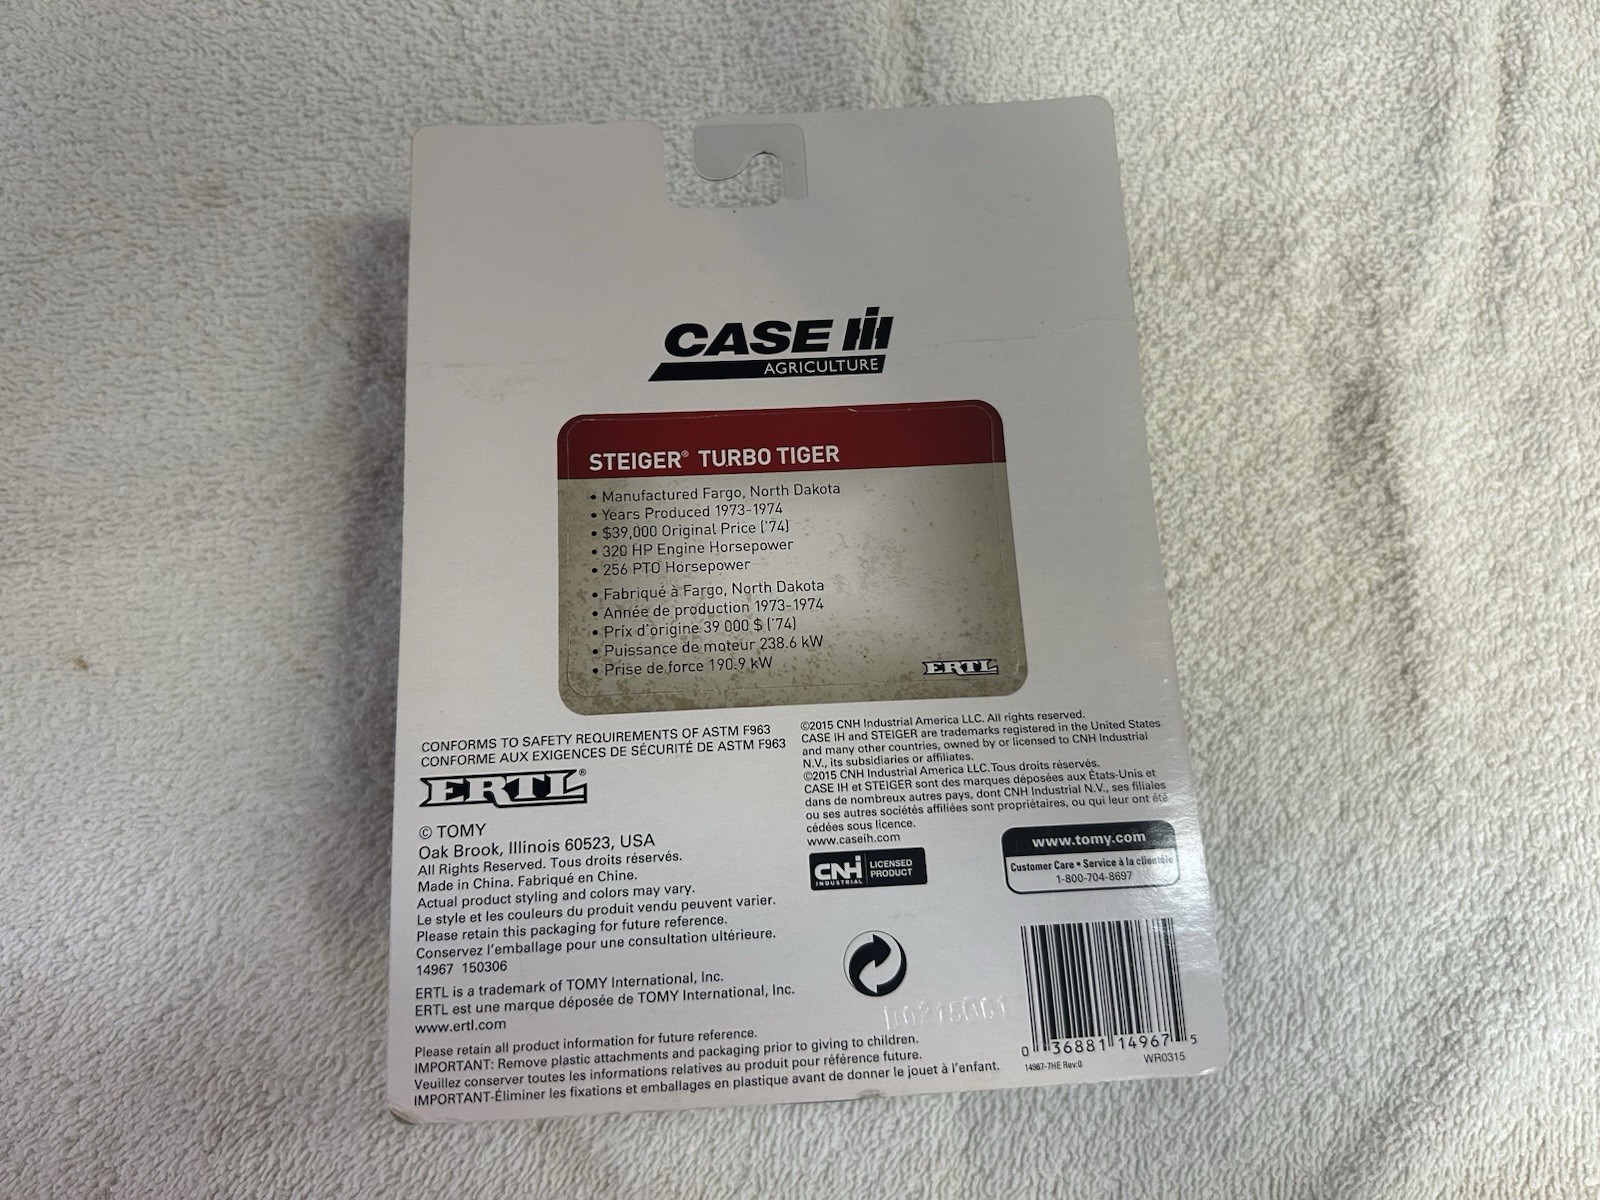 CASE IH
AGRICULTURE
STEIGER® TURBO TIGER
• Manufactured Fargo, North Dakota
• Years Produced 1973-1974
• $39,000 Original Price ('74)
• 320 HP Engine Horsepower
• 256 PTO Horsepower
• Fabriqué à Fargo, North Dakota
• Année de production 1973-1974
• Prix d'origine 39 000 $ ('74)
• Puissance de moteur 238.6 kW
• Prise de force 190.9 kW
ERTL
CONFORMS TO SAFETY REQUIREMENTS OF ASTM F963
CONFORME AUX EXIGENCES DE SÉCURITÉ DE ASTM F963
ERTL®
© TOMY
Oak Brook, Illinois 60523, USA
All Rights Reserved. Tous droits réservés.
Made in China. Fabriqué en Chine.
Actual product styling and colors may vary.
Le style et les couleurs du produit vendu peuvent varier.
Please retain this packaging for future reference.
Conservez l'emballage pour une consultation ultérieure.
14967 150306
ERTL is a trademark of TOMY International, Inc.
ERTL est une marque déposée de TOMY International, Inc.
www.ertl.com
Please retain all product information for future reference.
IMPORTANT: Remove plastic attachments and packaging prior to giving to children.
Veuillez conserver toutes les informations relatives au produit pour référence future.
IMPORTANT-Éliminer les fixations et emballages en plastique avant de donner le jouet à l'enfant.
©2015 CNH Industrial America LLC. All rights reserved.
CASE IH and STEIGER are trademarks registered in the United States
and many other countries, owned by or licensed to CNH Industrial
N.V., its subsidiaries or affiliates.
©2015 CNH Industrial America LLC. Tous droits réservés.
CASE IH et STEIGER sont des marques déposées aux États-Unis et
dans de nombreux autres pays, dont CNH Industrial N.V., ses filiales
ou ses autres sociétés affiliées sont propriétaires, ou qui leur ont été
cédées sous licence.
www.caseih.com
CNH
INDUSTRIAL
LICENSED
PRODUCT
www.tomy.com
Customer Care • Service à la clientèle
1-800-704-8697
0 36881 14967 5
14967-7HE Rev:0
WR0315